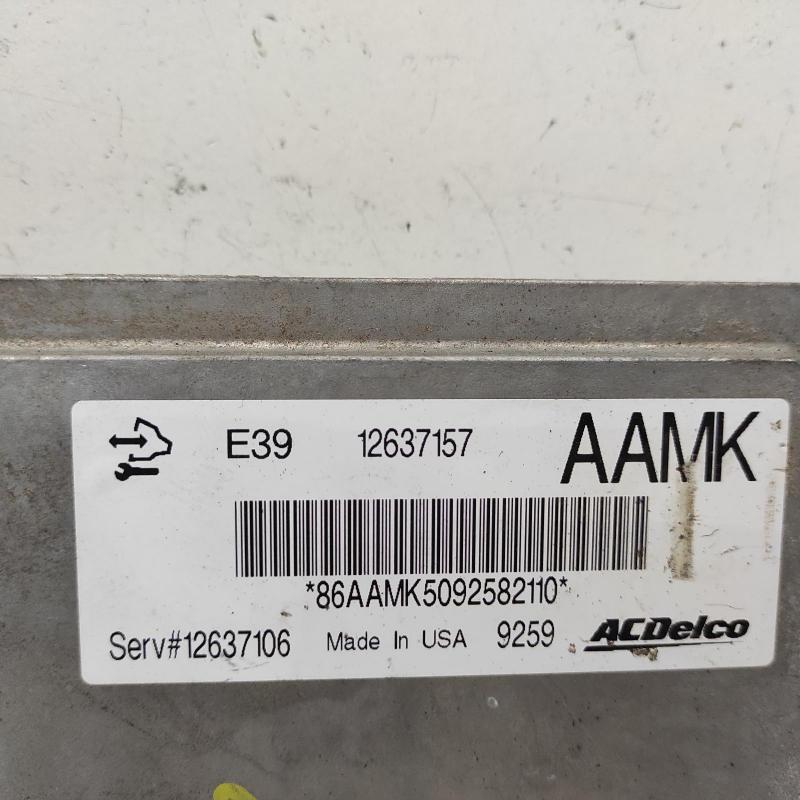 E39 12637157 AAMK
*86AAMK5092582110*
Serv#12637106 Made In USA 9259 ACDelco